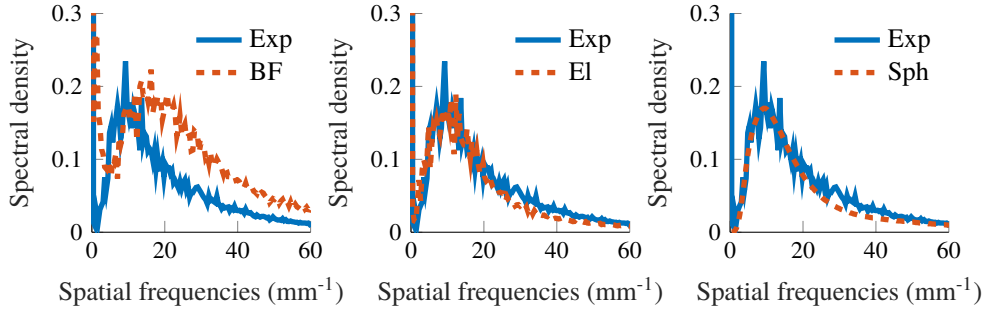 Spectral density
0.3
0.2
0.1
0
Exp
BF
0 20 40 60
Spatial frequencies (mm-1)
Spectral density
0.3
0.2
0.1
0
Exp
El
0 20 40 60
Spatial frequencies (mm-1)
Spectral density
0.3
0.2
0.1
0
Exp
Sph
0 20 40 60
Spatial frequencies (mm-1)